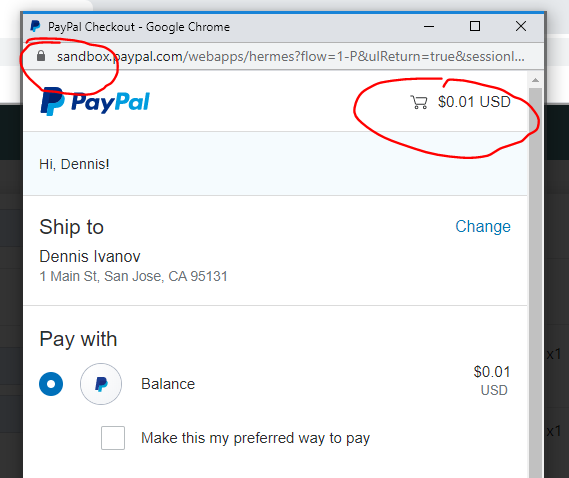 PayPal Checkout - Google Chrome
sandbox.paypal.com/webapps/hermes?flow=1-P&ulReturn=true&sessionI...
PayPal
$0.01 USD
Hi, Dennis!
Ship to
Change
Dennis Ivanov
1 Main St, San Jose, CA 95131
Pay with
Balance
$0.01
USD
Make this my preferred way to pay
x1
x1